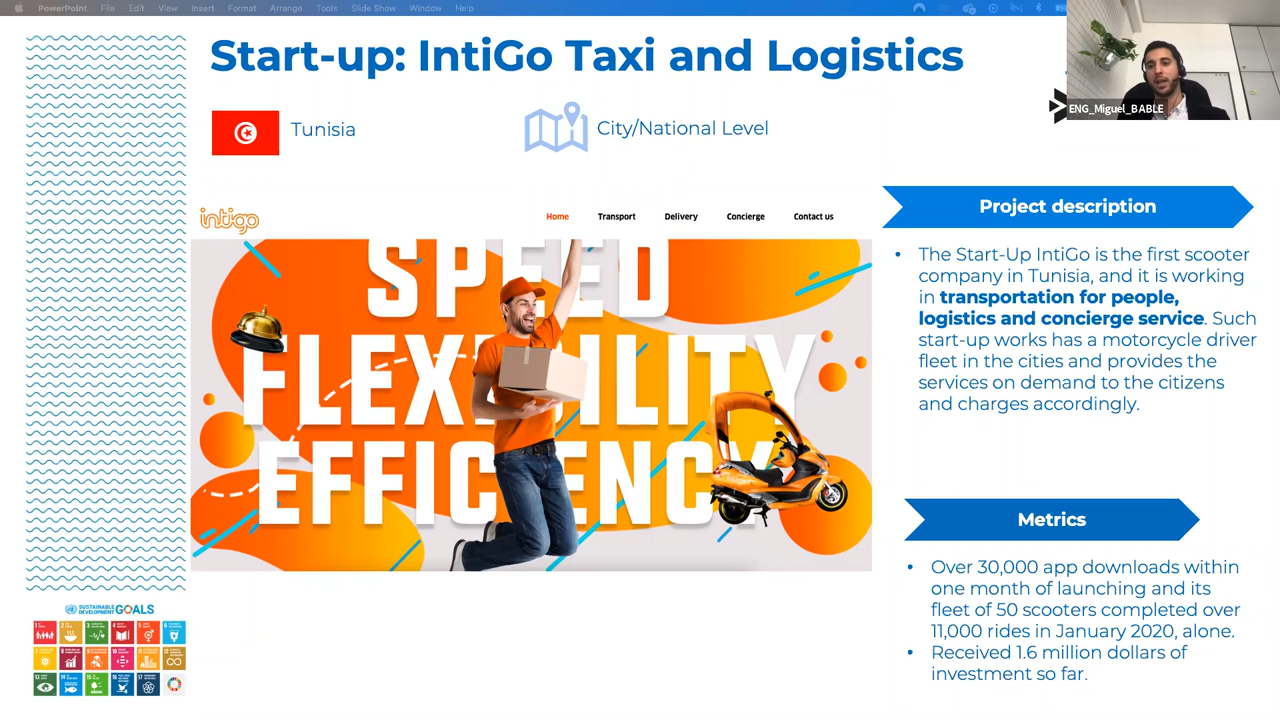 PowerPoint File Edit View Insert Format Arrange Tools Slide Show Window Help
Start-up: IntiGo Taxi and Logistics
ENG_Miguel_BABLE
Tunisia
City/National Level
intigo
Home Transport Delivery Concierge Contact us
SPEED
FLEXIBILITY
EFFICIENCY
Project description
• The Start-Up IntiGo is the first scooter
company in Tunisia, and it is working
in transportation for people,
logistics and concierge service. Such
start-up works has a motorcycle driver
fleet in the cities and provides the
services on demand to the citizens
and charges accordingly.
Metrics
• Over 30,000 app downloads within
one month of launching and its
fleet of 50 scooters completed over
11,000 rides in January 2020, alone.
• Received 1.6 million dollars of
investment so far.
SUSTAINABLE
DEVELOPMENT GOALS